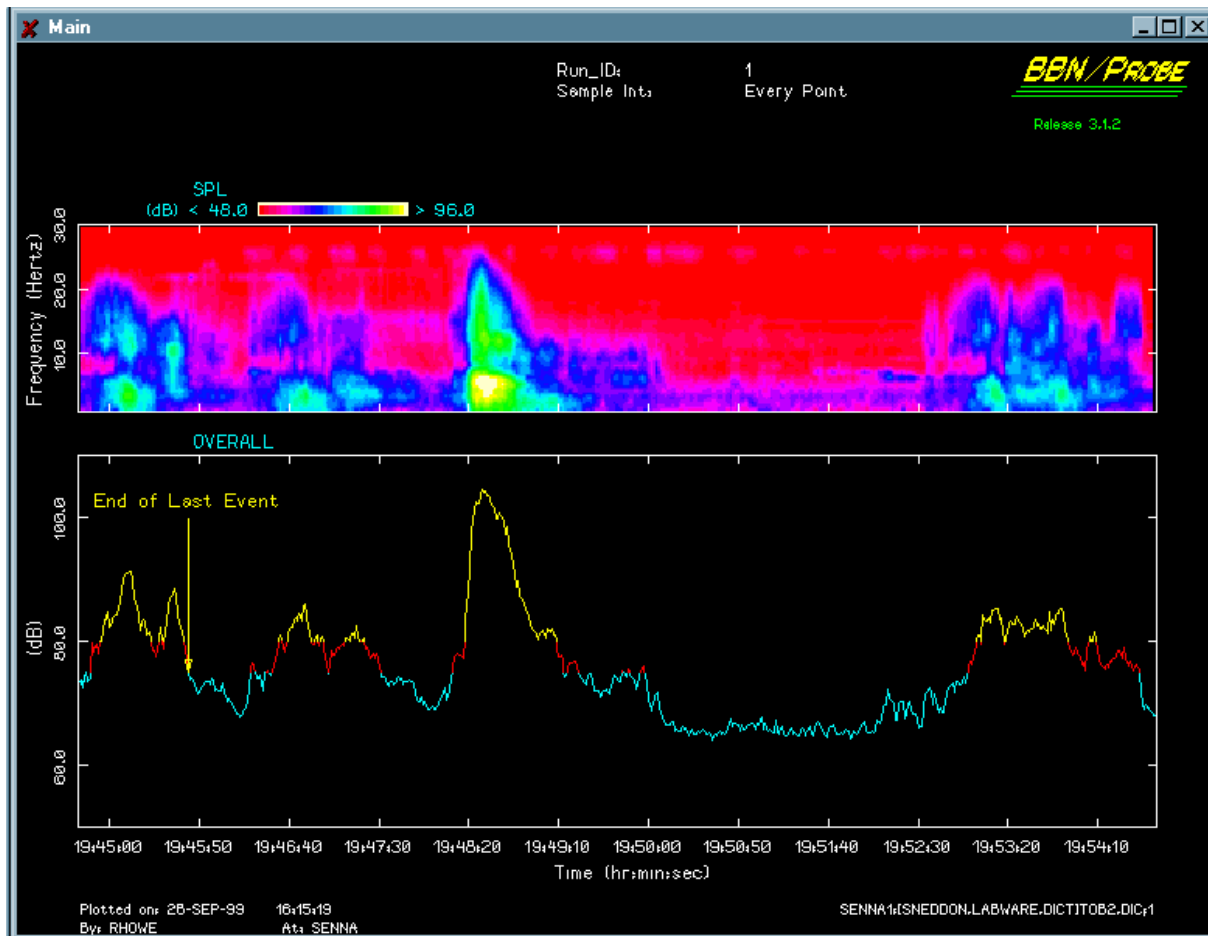 Main
Run_ID: 1
Sample Int: Every Point
BBN/PROBE
Release 3.1.2
SPL
(dB) < 48.0 > 96.0
30.0
20.0
10.0
Frequency (Hertz)
OVERALL
End of Last Event
100.0
80.0
60.0
(dB)
19:45:00 19:45:50 19:46:40 19:47:30 19:48:20 19:49:10 19:50:00 19:50:50 19:51:40 19:52:30 19:53:20 19:54:10
Time (hr:min:sec)
Plotted on: 28-SEP-99 16:15:19
By: RHOWE At: SENNA
SENNA1:[SNEDDON.LABWARE.DICT]TOB2.DIC;1